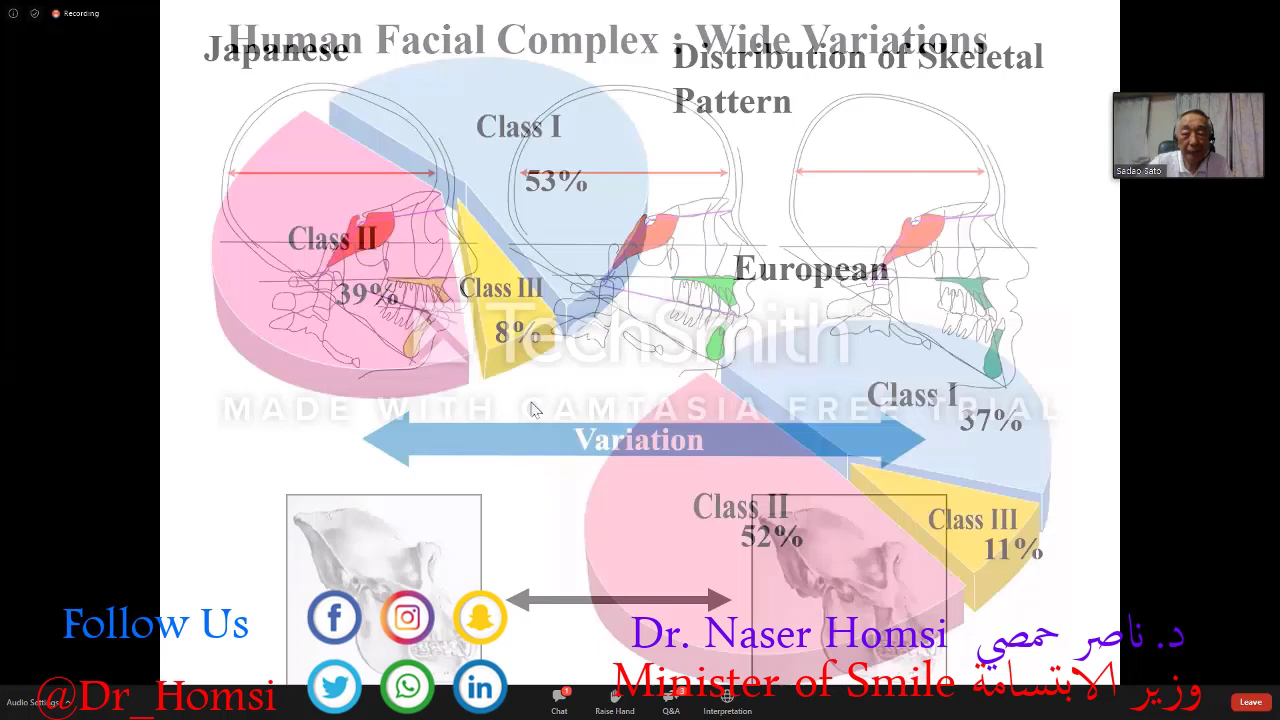 Recording
Human Facial Complex : Wide Variations
Japanese
Distribution of Skeletal
Pattern
Class I
53%
Class II
39%
Class III
8%
Sadao Sato
European
TechSmith
MADE WITH CAMTASIA FREE TRIAL
Class I
37%
Variation
Class II
52%
Class III
11%
Follow Us
@Dr_Homsi
Dr. Naser Homsi د. ناصر حمصي
Minister of Smile وزير الابتسامة
Audio Settings
Chat
1
Raise Hand
Q&A
3
Interpretation
Leave